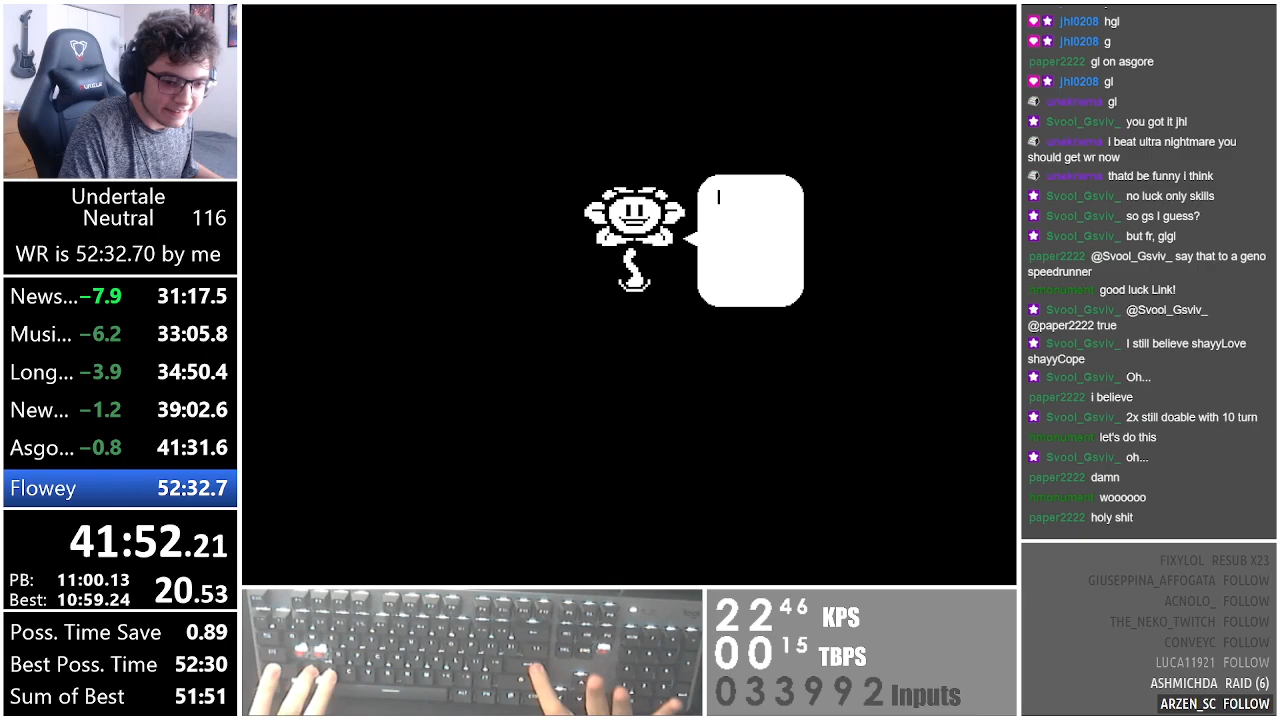 Undertale
Neutral 116
WR is 52:32.70 by me
News... −7.9 31:17.5
Musi... −6.2 33:05.8
Long... −3.9 34:50.4
New... −1.2 39:02.6
Asgo... −0.8 41:31.6
Flowey 52:32.7
41:52.21
PB: 11:00.13
Best: 10:59.24
20.53
Poss. Time Save 0.89
Best Poss. Time 52:30
Sum of Best 51:51
jhl0208 hgl
jhl0208 g
paper2222 gl on asgore
jhl0208 gl
gl
Svool_Gsviv_ you got it jhl
I beat ultra nightmare you
should get wr now
thatd be funny i think
Svool_Gsviv_ no luck only skills
Svool_Gsviv_ so gs I guess?
Svool_Gsviv_ but fr, glgl
paper2222 @Svool_Gsviv_ say that to a geno
speedrunner
good luck Link!
Svool_Gsviv_ @Svool_Gsviv_
@paper2222 true
Svool_Gsviv_ I still believe shayyLove
shayyCope
Svool_Gsviv_ Oh...
paper2222 i believe
Svool_Gsviv_ 2x still doable with 10 turn
hmonument let's do this
Svool_Gsviv_ oh...
paper2222 damn
hmonument woooooo
paper2222 holy shit
FIXYLOL RESUB X23
GIUSEPPINA_AFFOGATA FOLLOW
ACNOLO_ FOLLOW
THE_NEKO_TWITCH FOLLOW
CONVEYC FOLLOW
LUCA11921 FOLLOW
ASHMICHDA RAID (6)
ARZEN_SC FOLLOW
22 46 KPS
00 15 TBPS
033992 Inputs